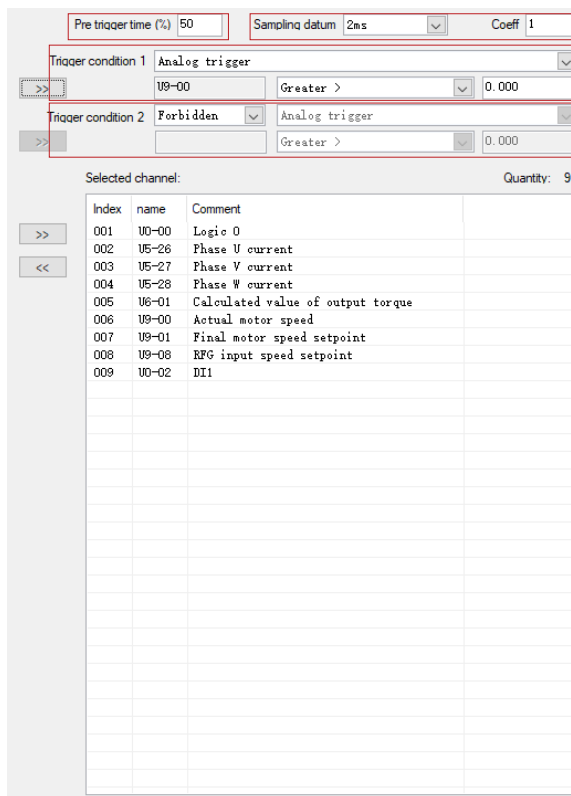 Pre trigger time (%) 50 Sampling datum 2ms Coeff 1
Trigger condition 1 Analog trigger
>> U9-00 Greater > 0.000
Trigger condition 2 Forbidden Analog trigger
>> Greater > 0.000
Selected channel: Quantity: 9
Index name Comment
>>
<<
001 U0-00 Logic 0
002 U5-26 Phase U current
003 U5-27 Phase V current
004 U5-28 Phase W current
005 U6-01 Calculated value of output torque
006 U9-00 Actual motor speed
007 U9-01 Final motor speed setpoint
008 U9-08 RFG input speed setpoint
009 U0-02 DI1